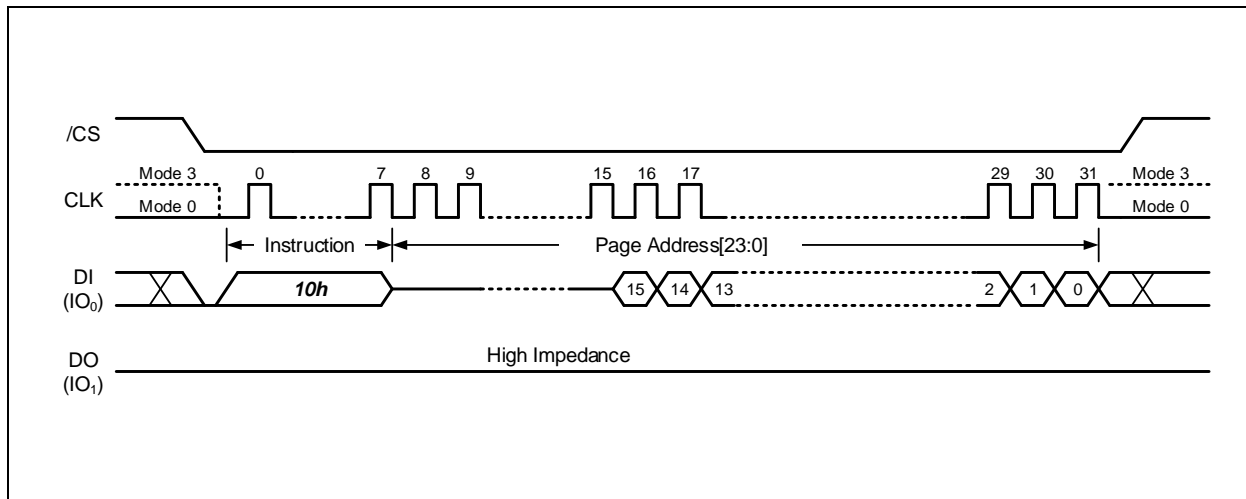 /CS
Mode 3 0 7 8 9 15 16 17 29 30 31 Mode 3
CLK
Mode 0 Mode 0
Instruction Page Address[23:0]
DI
(IO₀)
10h 15 14 13 2 1 0
High Impedance
DO
(IO₁)